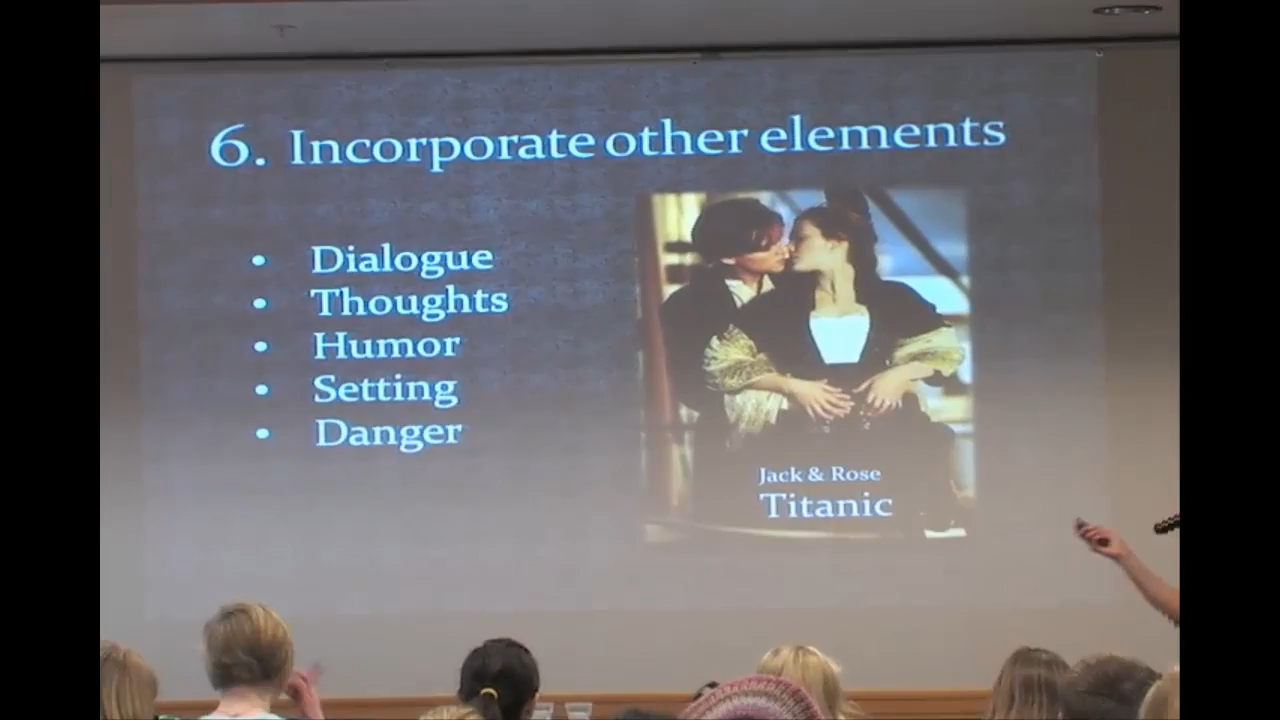 6. Incorporate other elements
• Dialogue
• Thoughts
• Humor
• Setting
• Danger
Jack & Rose
Titanic